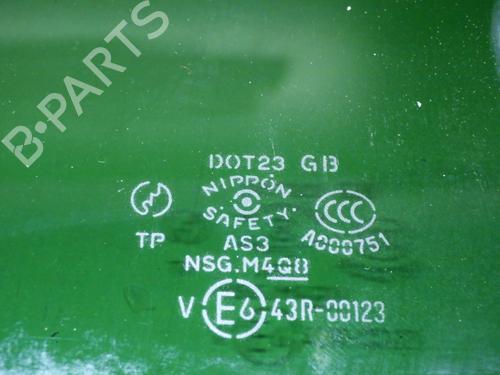 B-PARTS
DOT23 GB
NIPPON
SAFETY
CCC
TP
AS3
A000751
NSG.M4Q8
V E6 43R-00123